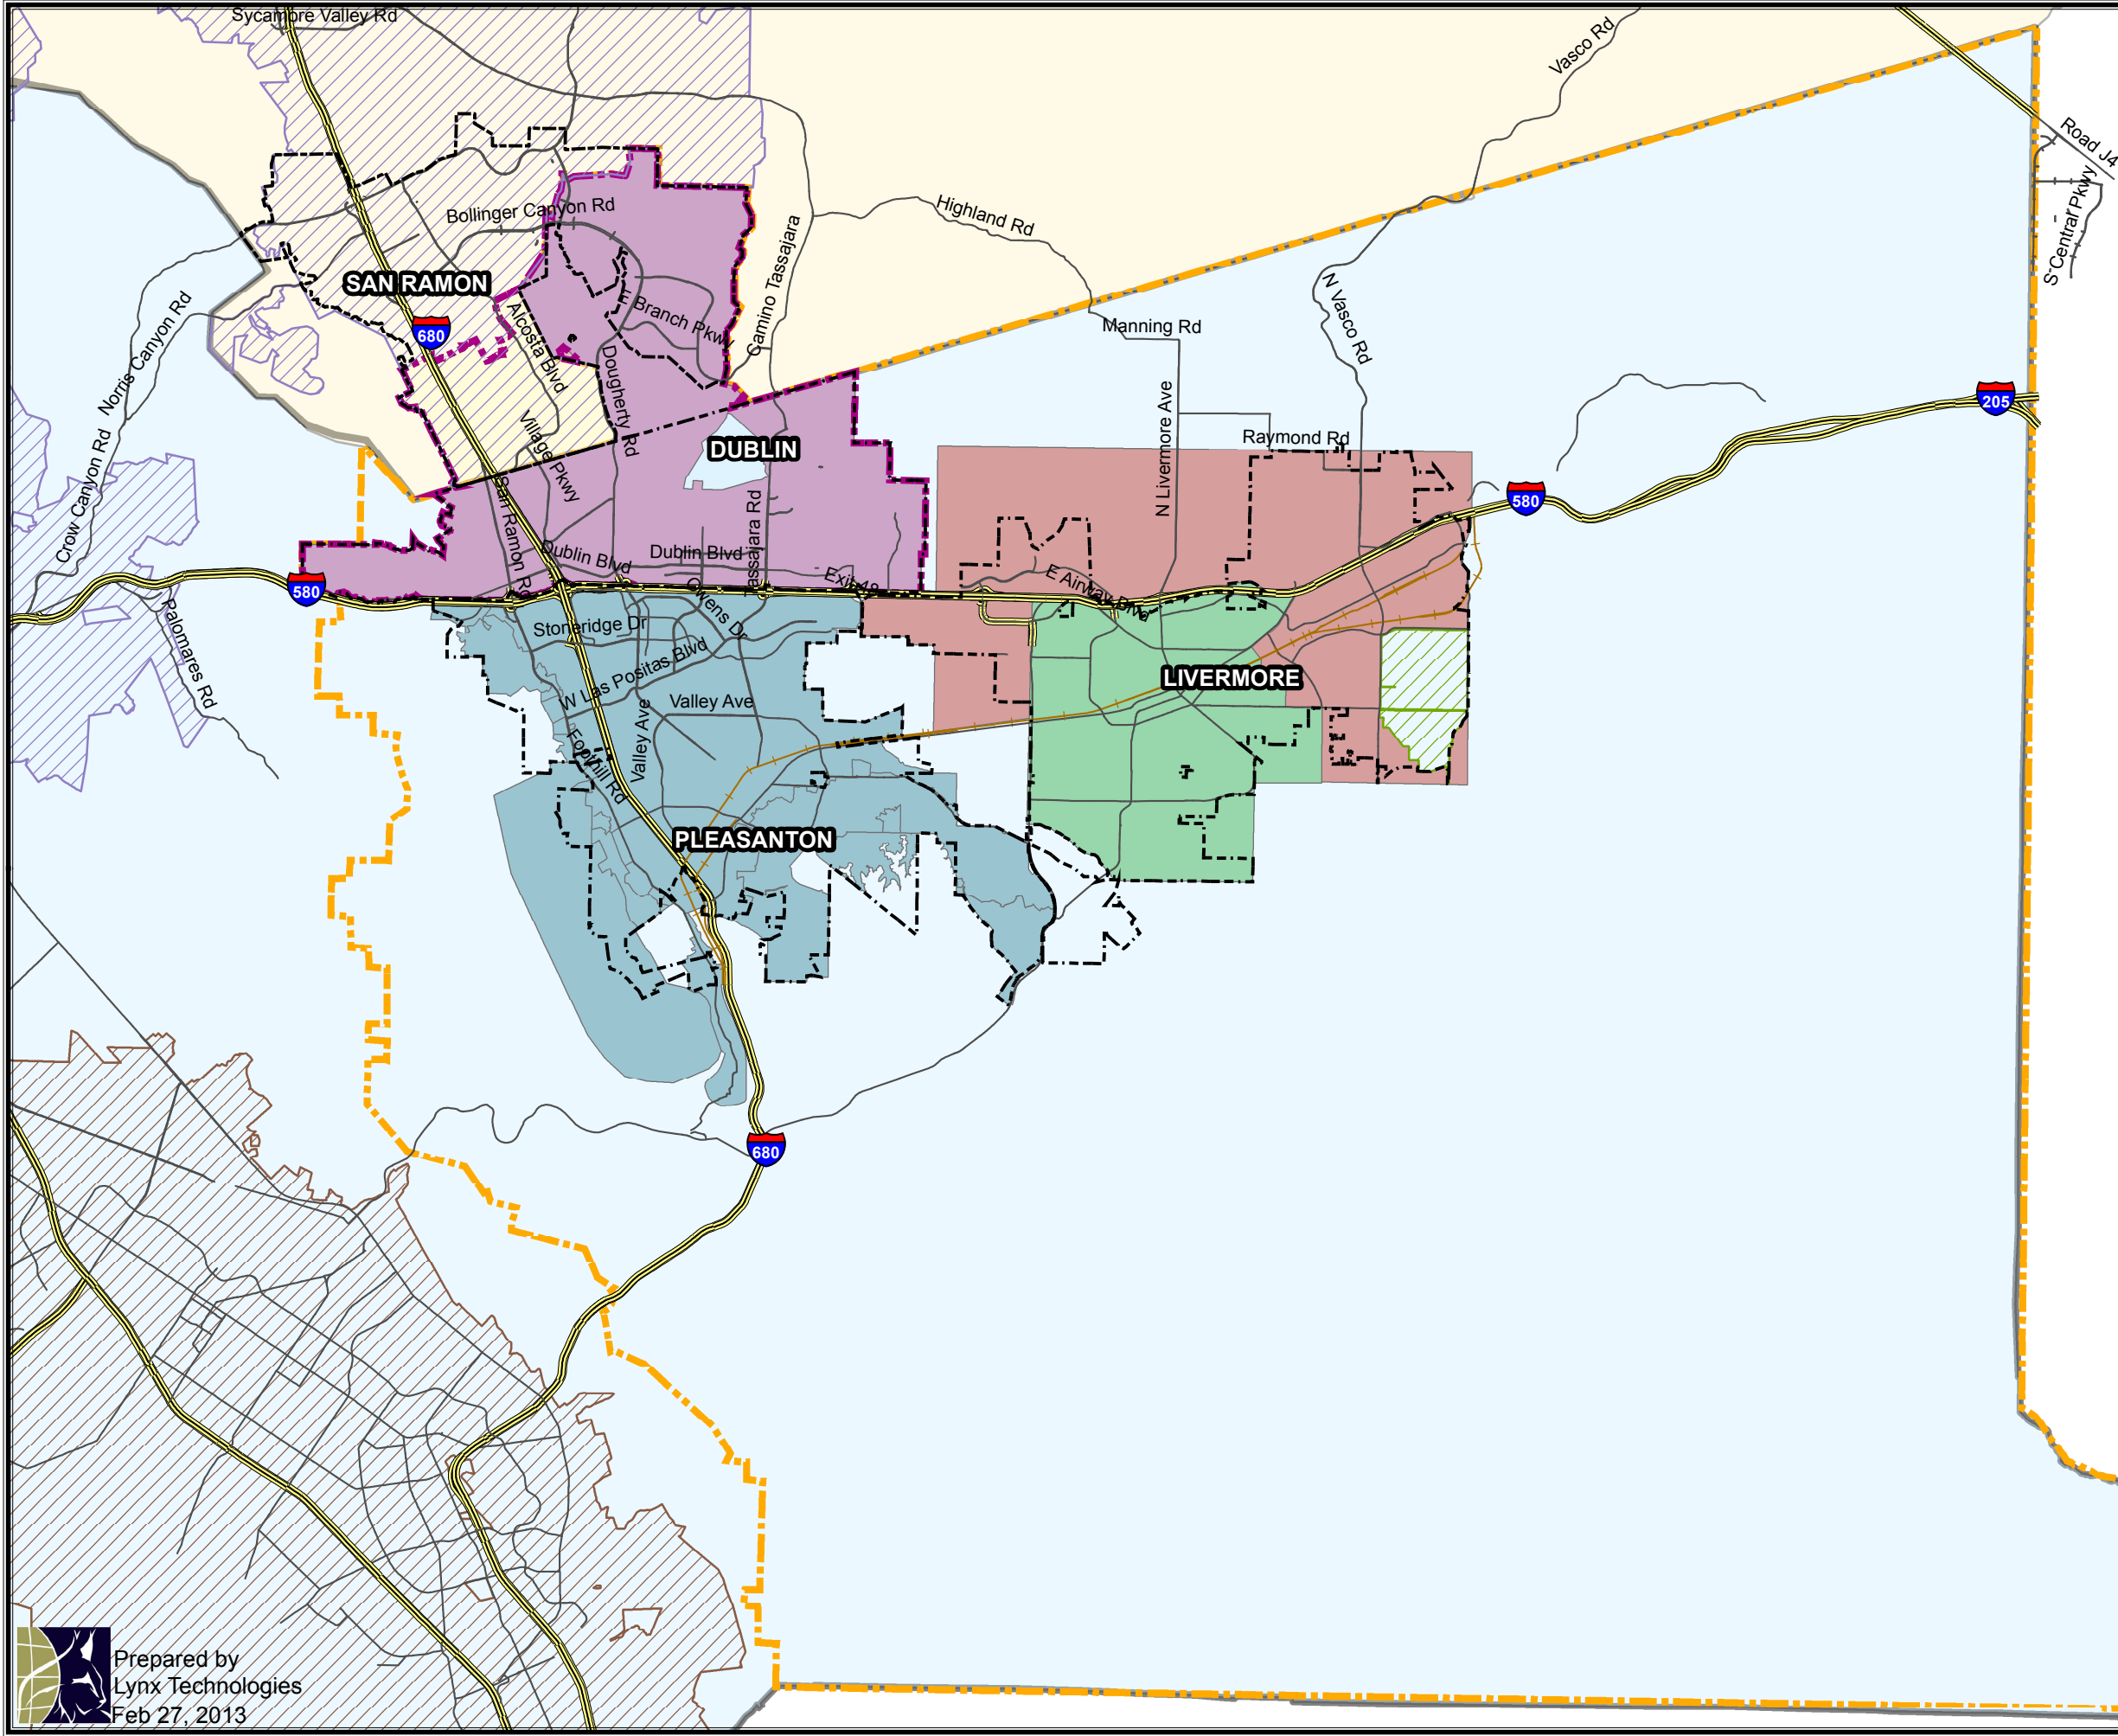 Sycamore Valley Rd
Vasco Rd
Road J4
S Central Pkwy
Bollinger Canyon Rd
Highland Rd
Camino Tassajara
SAN RAMON
680
Norris Canyon Rd
Alcosta Blvd
E Branch Pkwy
Manning Rd
N Vasco Rd
Dougherty Rd
N Livermore Ave
205
Village Pkwy
DUBLIN
Raymond Rd
Crow Canyon Rd
San Ramon Rd
580
Tassajara Rd
Dublin Blvd
Dublin Blvd
580
Exit 48
E Airway Blvd
Owens Dr
Palomares Rd
Stoneridge Dr
W Las Positas Blvd
LIVERMORE
Valley Ave
Valley Ave
Foothill Rd
PLEASANTON
680
Prepared by
Lynx Technologies
Feb 27, 2013